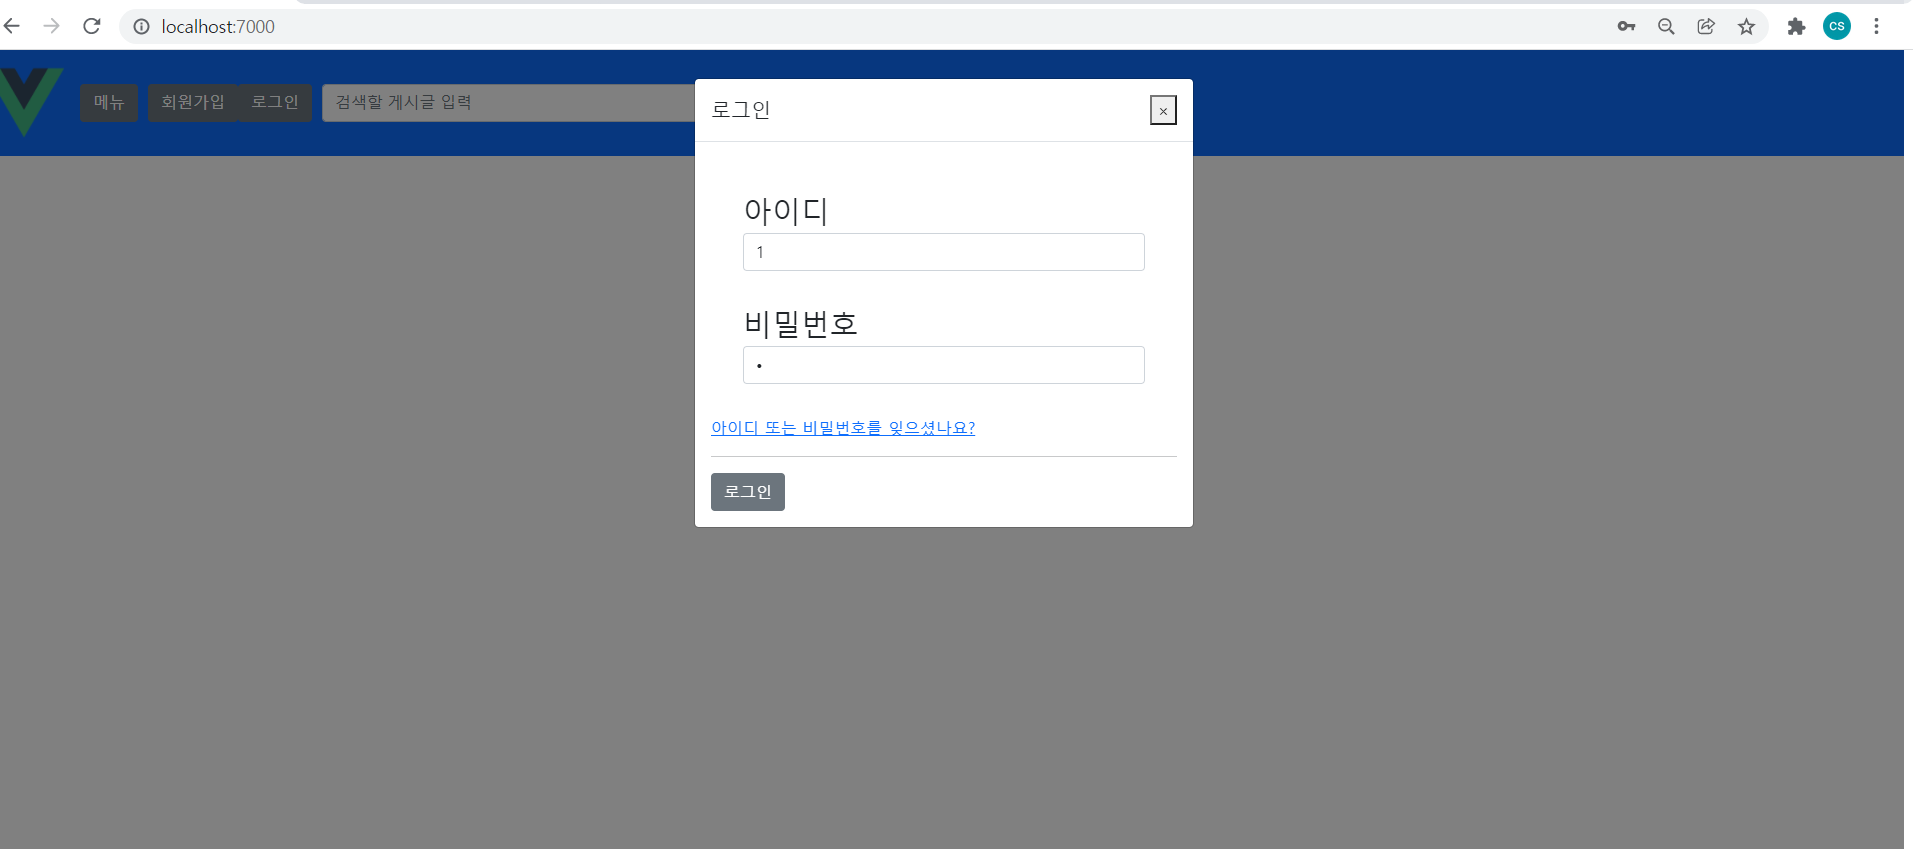 localhost:7000
CS
메뉴
회원가입
로그인
검색할 게시글 입력
로그인
×
아이디
1
비밀번호
•
아이디 또는 비밀번호를 잊으셨나요?
로그인